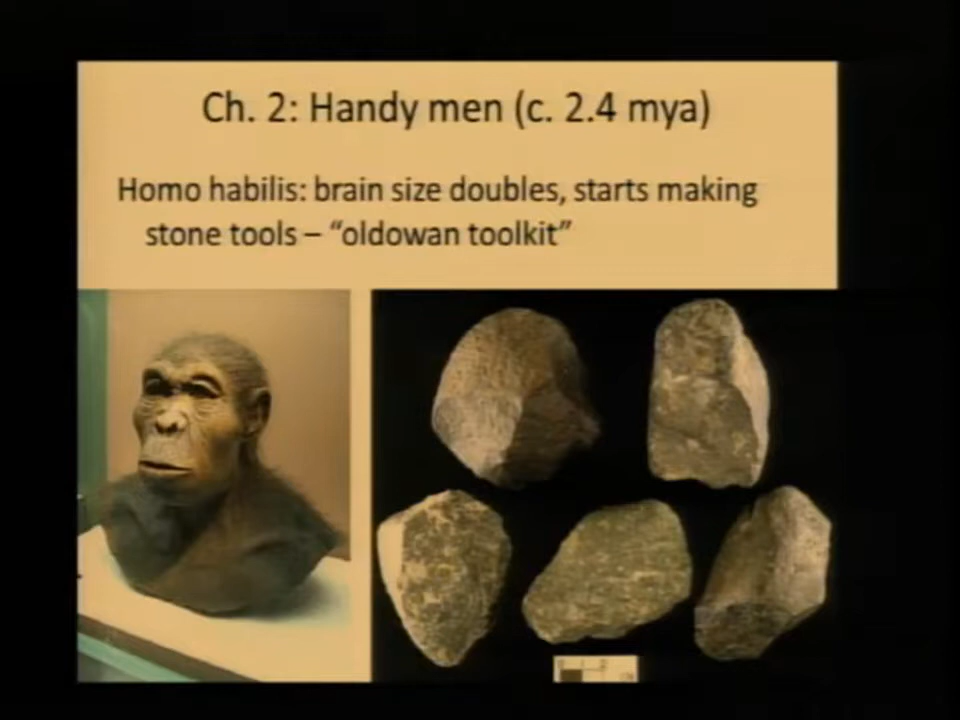 Ch. 2: Handy men (c. 2.4 mya)
Homo habilis: brain size doubles, starts making
stone tools – “oldowan toolkit”